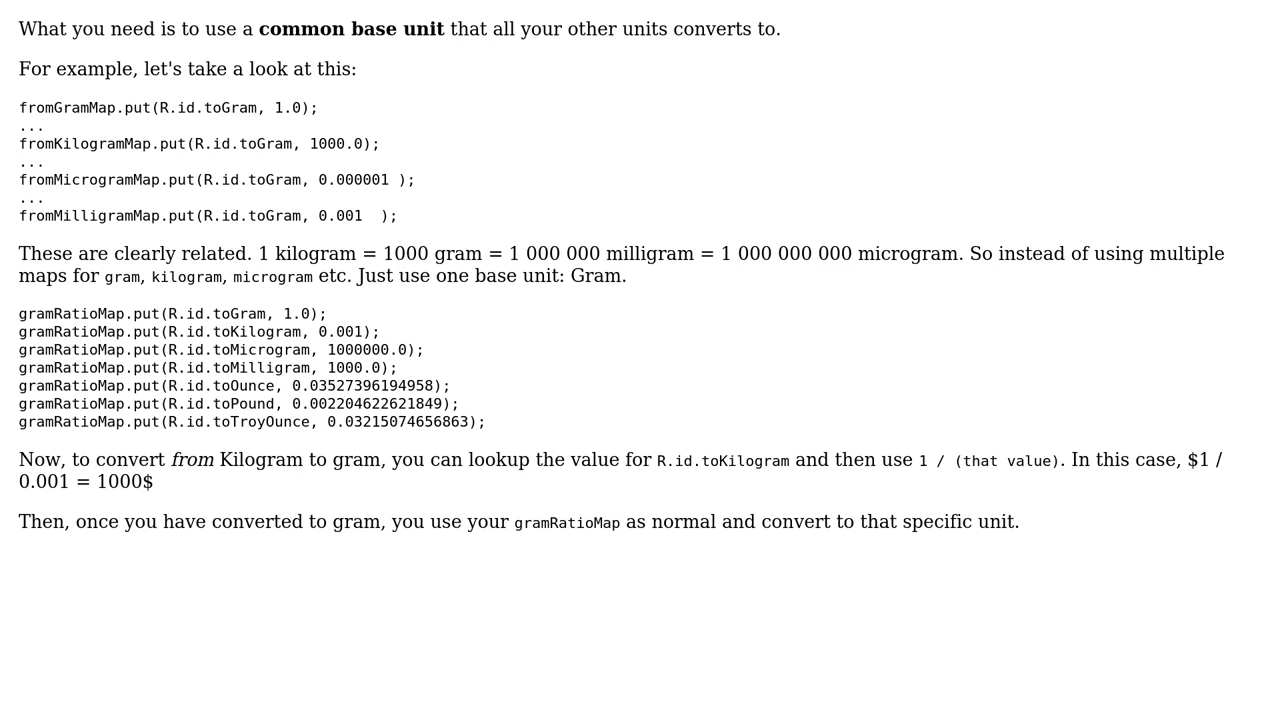 What you need is to use a common base unit that all your other units converts to.
For example, let's take a look at this:
fromGramMap.put(R.id.toGram, 1.0);
...
fromKilogramMap.put(R.id.toGram, 1000.0);
...
fromMicrogramMap.put(R.id.toGram, 0.000001 );
...
fromMilligramMap.put(R.id.toGram, 0.001  );
These are clearly related. 1 kilogram = 1000 gram = 1 000 000 milligram = 1 000 000 000 microgram. So instead of using multiple
maps for gram, kilogram, microgram etc. Just use one base unit: Gram.
gramRatioMap.put(R.id.toGram, 1.0);
gramRatioMap.put(R.id.toKilogram, 0.001);
gramRatioMap.put(R.id.toMicrogram, 1000000.0);
gramRatioMap.put(R.id.toMilligram, 1000.0);
gramRatioMap.put(R.id.toOunce, 0.03527396194958);
gramRatioMap.put(R.id.toPound, 0.002204622621849);
gramRatioMap.put(R.id.toTroyOunce, 0.03215074656863);
Now, to convert from Kilogram to gram, you can lookup the value for R.id.toKilogram and then use 1 / (that value). In this case, $1 /
0.001 = 1000$
Then, once you have converted to gram, you use your gramRatioMap as normal and convert to that specific unit.